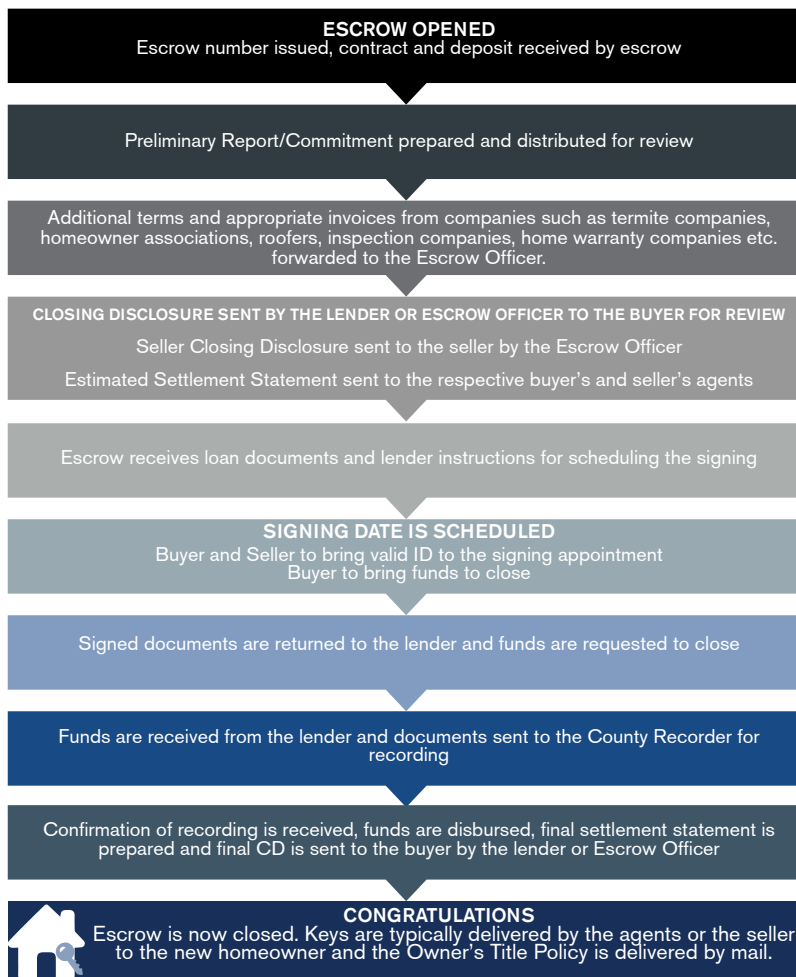 ESCROW OPENED
Escrow number issued, contract and deposit received by escrow
Preliminary Report/Commitment prepared and distributed for review
Additional terms and appropriate invoices from companies such as termite companies,
homeowner associations, roofers, inspection companies, home warranty companies etc.
forwarded to the Escrow Officer.
CLOSING DISCLOSURE SENT BY THE LENDER OR ESCROW OFFICER TO THE BUYER FOR REVIEW
Seller Closing Disclosure sent to the seller by the Escrow Officer
Estimated Settlement Statement sent to the respective buyer's and seller's agents
Escrow receives loan documents and lender instructions for scheduling the signing
SIGNING DATE IS SCHEDULED
Buyer and Seller to bring valid ID to the signing appointment
Buyer to bring funds to close
Signed documents are returned to the lender and funds are requested to close
Funds are received from the lender and documents sent to the County Recorder for
recording
Confirmation of recording is received, funds are disbursed, final settlement statement is
prepared and final CD is sent to the buyer by the lender or Escrow Officer
CONGRATULATIONS
Escrow is now closed. Keys are typically delivered by the agents or the seller
to the new homeowner and the Owner's Title Policy is delivered by mail.